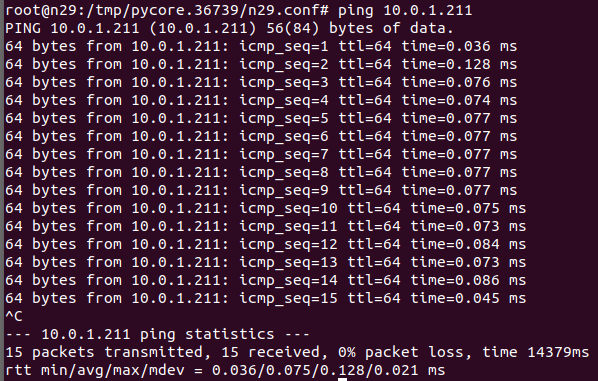 root@n29:/tmp/pycore.36739/n29.conf# ping 10.0.1.211
PING 10.0.1.211 (10.0.1.211) 56(84) bytes of data.
64 bytes from 10.0.1.211: icmp_seq=1 ttl=64 time=0.036 ms
64 bytes from 10.0.1.211: icmp_seq=2 ttl=64 time=0.128 ms
64 bytes from 10.0.1.211: icmp_seq=3 ttl=64 time=0.076 ms
64 bytes from 10.0.1.211: icmp_seq=4 ttl=64 time=0.074 ms
64 bytes from 10.0.1.211: icmp_seq=5 ttl=64 time=0.077 ms
64 bytes from 10.0.1.211: icmp_seq=6 ttl=64 time=0.077 ms
64 bytes from 10.0.1.211: icmp_seq=7 ttl=64 time=0.077 ms
64 bytes from 10.0.1.211: icmp_seq=8 ttl=64 time=0.077 ms
64 bytes from 10.0.1.211: icmp_seq=9 ttl=64 time=0.077 ms
64 bytes from 10.0.1.211: icmp_seq=10 ttl=64 time=0.075 ms
64 bytes from 10.0.1.211: icmp_seq=11 ttl=64 time=0.073 ms
64 bytes from 10.0.1.211: icmp_seq=12 ttl=64 time=0.084 ms
64 bytes from 10.0.1.211: icmp_seq=13 ttl=64 time=0.073 ms
64 bytes from 10.0.1.211: icmp_seq=14 ttl=64 time=0.086 ms
64 bytes from 10.0.1.211: icmp_seq=15 ttl=64 time=0.045 ms
^C
--- 10.0.1.211 ping statistics ---
15 packets transmitted, 15 received, 0% packet loss, time 14379ms
rtt min/avg/max/mdev = 0.036/0.075/0.128/0.021 ms